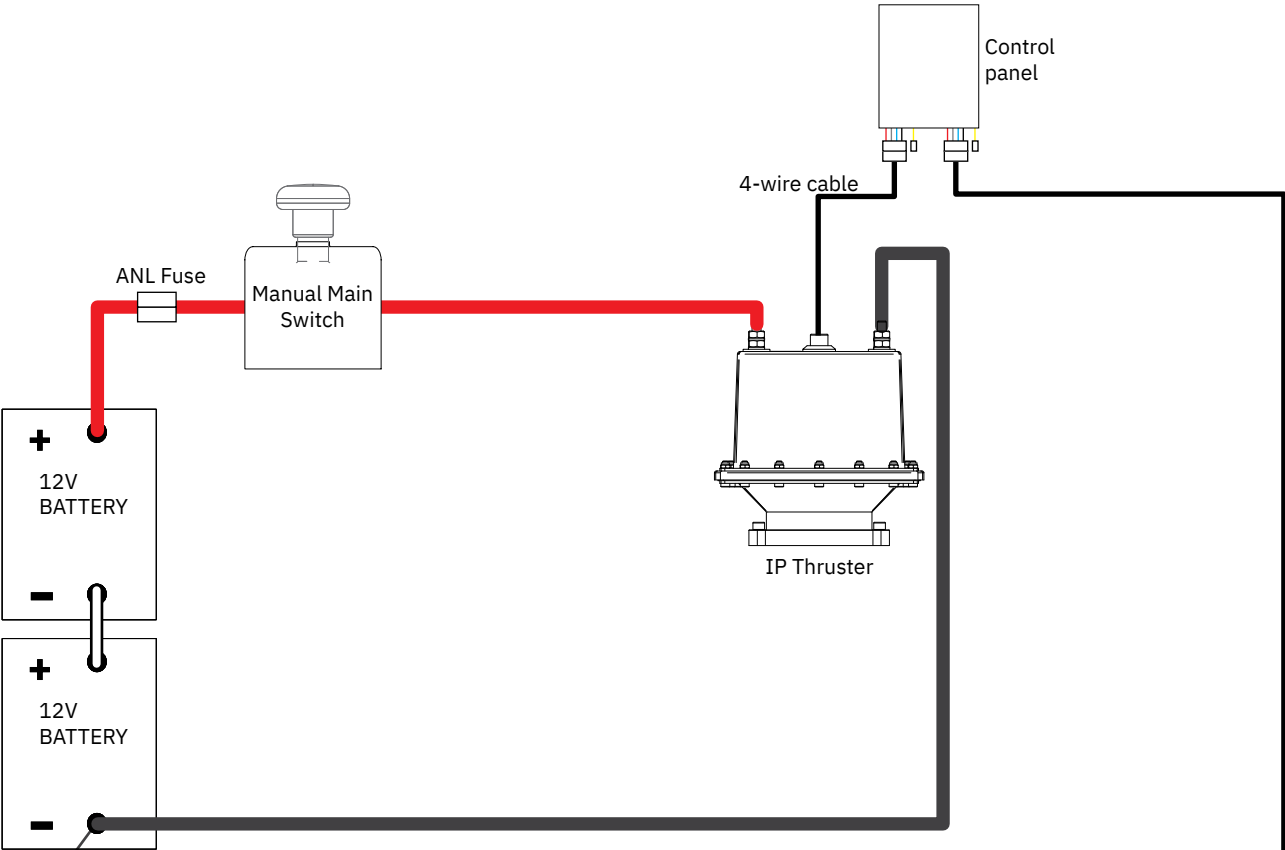 Control
panel
4-wire cable
ANL Fuse
Manual Main
Switch
+
12V
BATTERY
−
IP Thruster
+
12V
BATTERY
−